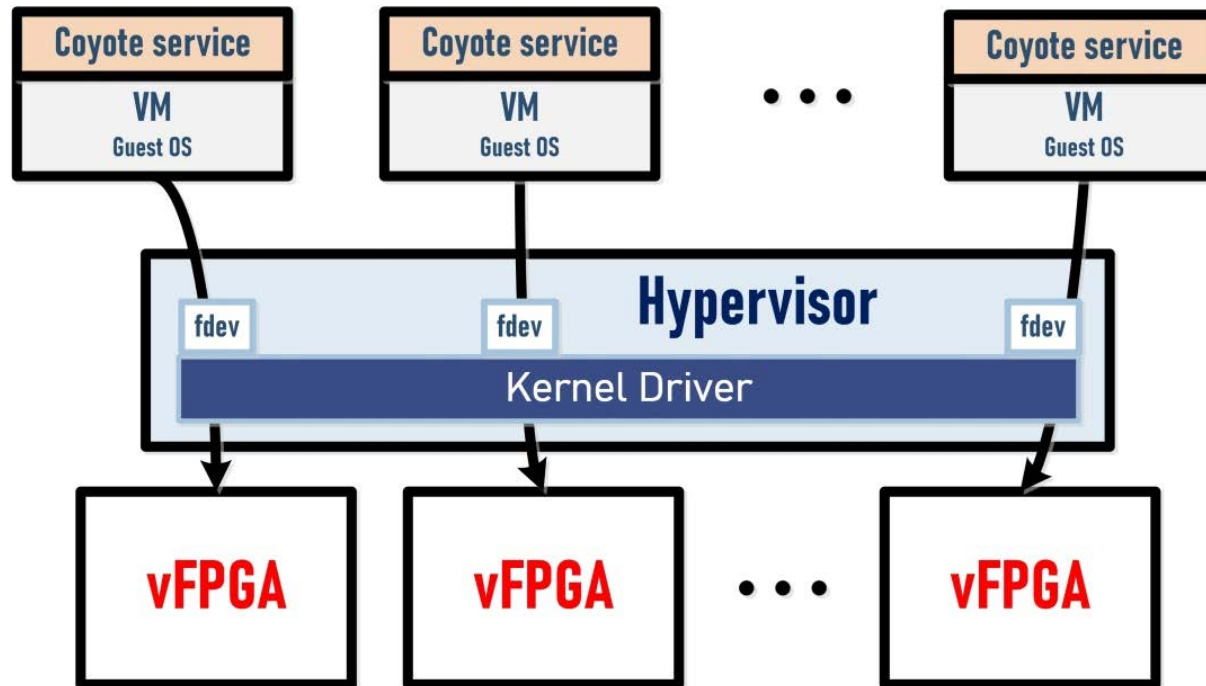 Coyote service
VM
Guest OS
Coyote service
VM
Guest OS
• • •
Coyote service
VM
Guest OS
Hypervisor
fdev
fdev
fdev
Kernel Driver
vFPGA
vFPGA
• • •
vFPGA